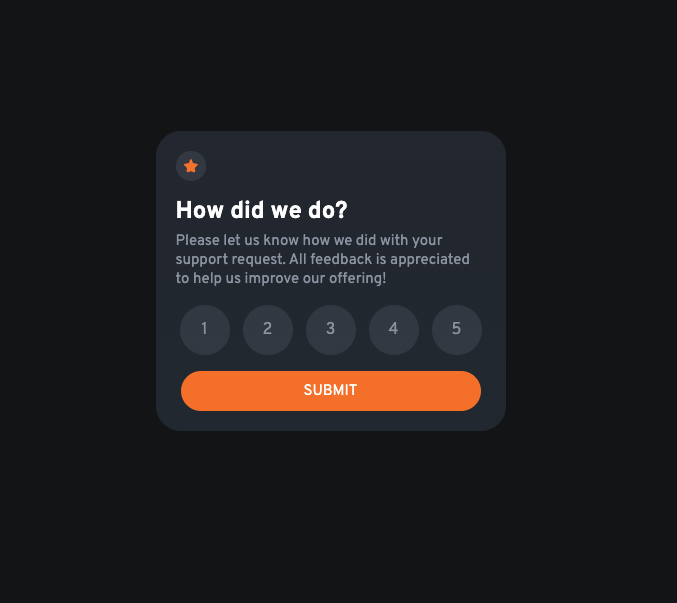 How did we do?
Please let us know how we did with your
support request. All feedback is appreciated
to help us improve our offering!
1 2 3 4 5
SUBMIT